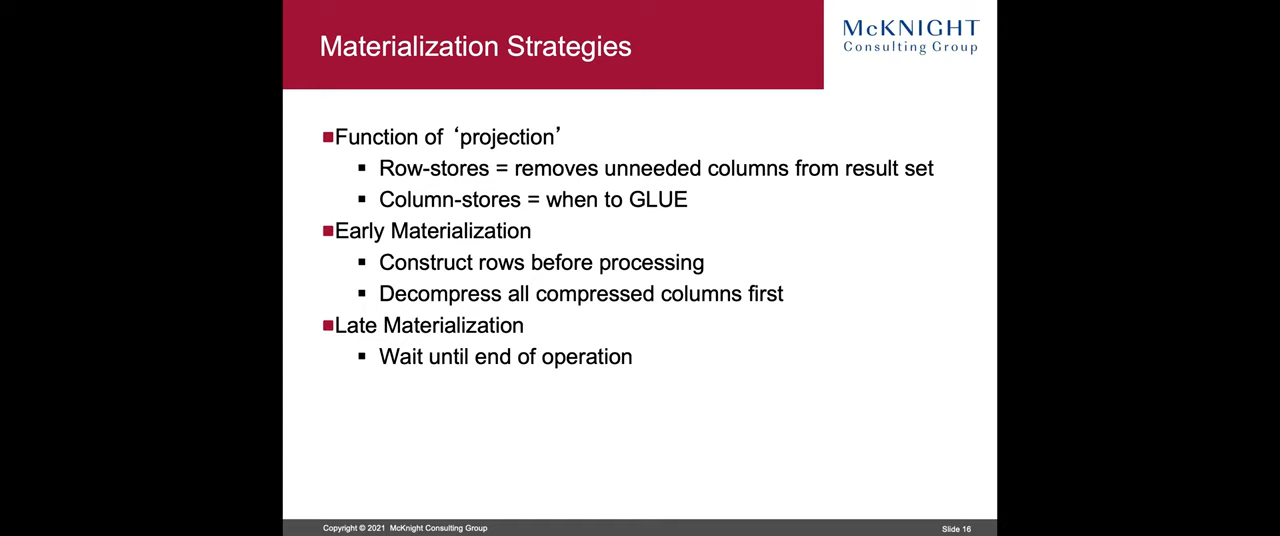 Materialization Strategies
McKNIGHT
Consulting Group
Function of ‘projection’
Row-stores = removes unneeded columns from result set
Column-stores = when to GLUE
Early Materialization
Construct rows before processing
Decompress all compressed columns first
Late Materialization
Wait until end of operation
Copyright © 2021 McKnight Consulting Group
Slide 16